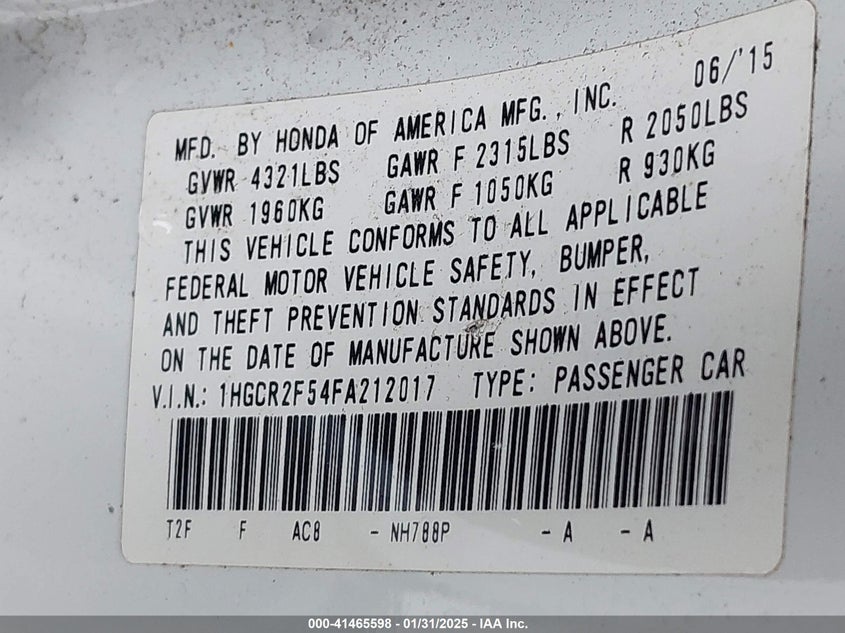 06/'15
MFD. BY HONDA OF AMERICA MFG., INC.
GVWR 4321LBS GAWR F 2315LBS R 2050LBS
GVWR 1960KG GAWR F 1050KG R 930KG
THIS VEHICLE CONFORMS TO ALL APPLICABLE
FEDERAL MOTOR VEHICLE SAFETY, BUMPER,
AND THEFT PREVENTION STANDARDS IN EFFECT
ON THE DATE OF MANUFACTURE SHOWN ABOVE.
V.I.N.: 1HGCR2F54FA212017 TYPE: PASSENGER CAR
T2F F AC8 - NH788P - A - A
000-41465598 - 01/31/2025 - IAA Inc.